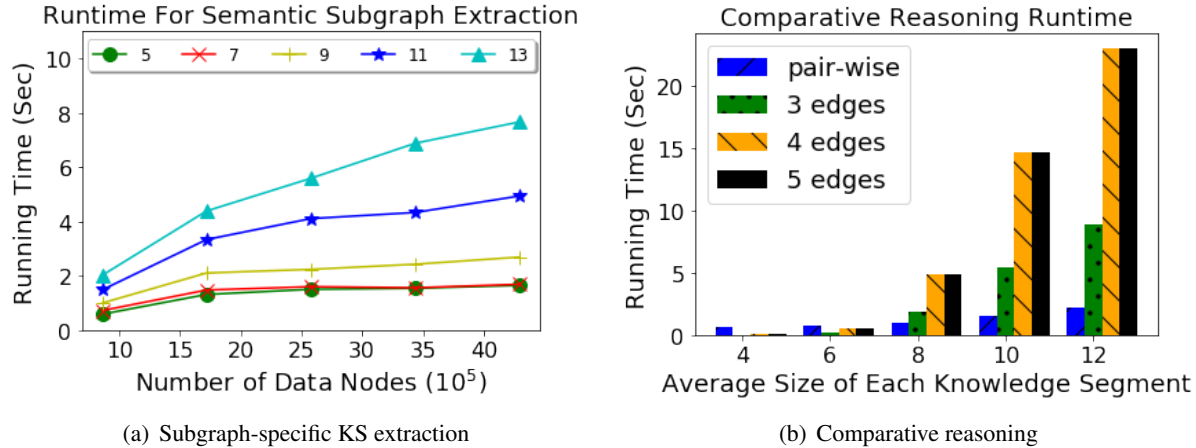 Runtime For Semantic Subgraph Extraction
5 7 9 11 13
10
8
6
4
2
0
Running Time (Sec)
10 15 20 25 30 35 40
Number of Data Nodes (10^5)
(a) Subgraph-specific KS extraction
Comparative Reasoning Runtime
pair-wise
3 edges
4 edges
5 edges
20
15
10
5
0
Running Time (Sec)
4 6 8 10 12
Average Size of Each Knowledge Segment
(b) Comparative reasoning